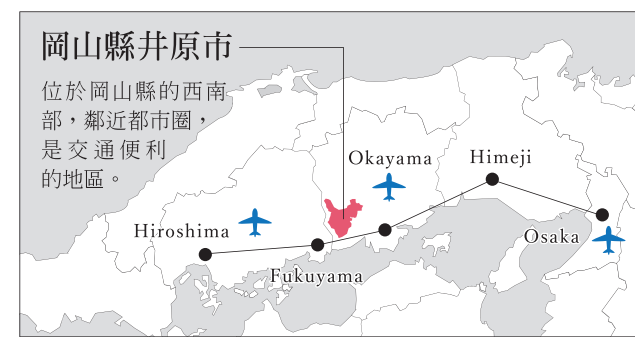 岡山縣井原市
位於岡山縣的西南
部，鄰近都市圈，
是交通便利
的地區。
Okayama
Himeji
Hiroshima
Osaka
Fukuyama